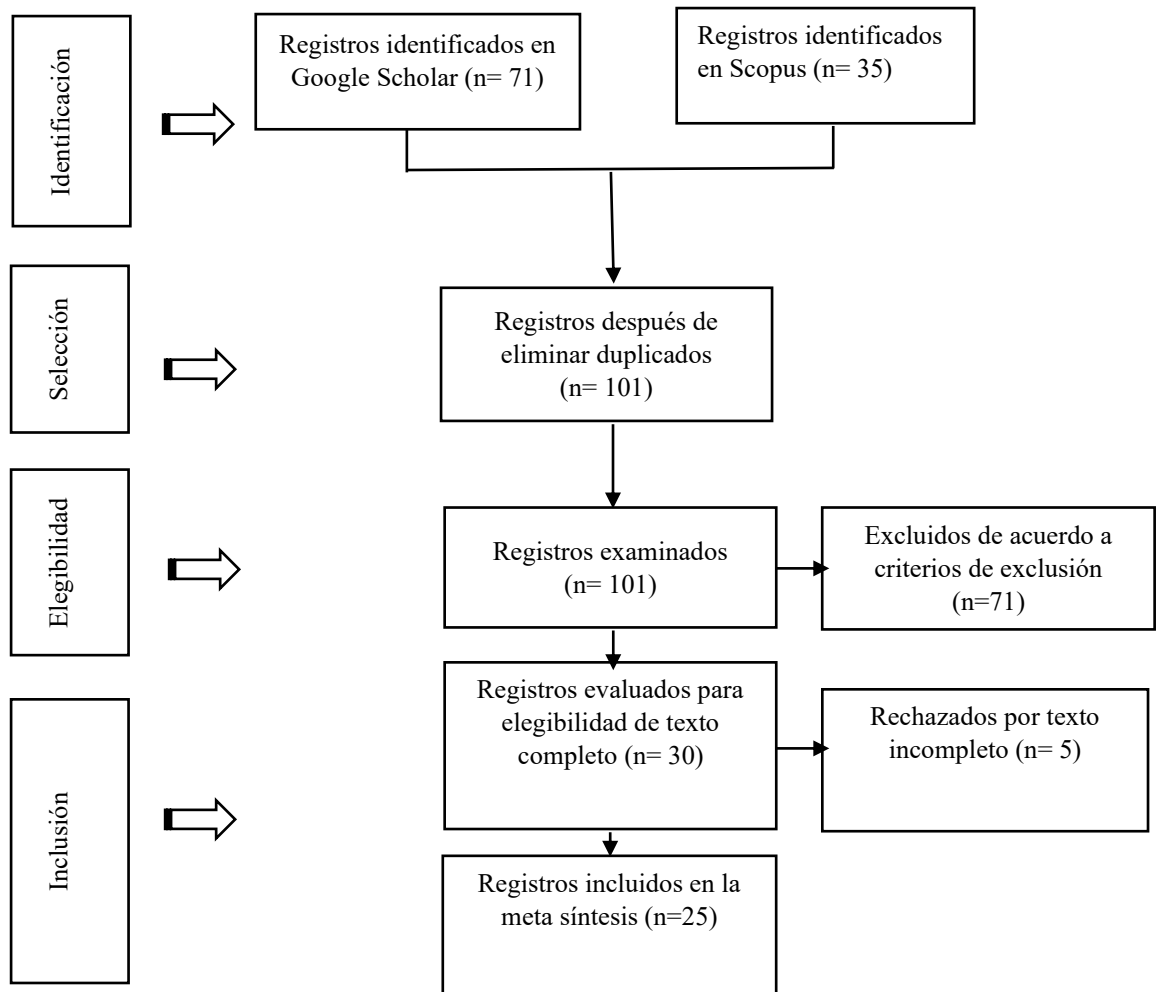 Identificación
Registros identificados en
Google Scholar (n= 71)
Registros identificados
en Scopus (n= 35)
Selección
Registros después de
eliminar duplicados
(n= 101)
Elegibilidad
Registros examinados
(n= 101)
Excluidos de acuerdo a
criterios de exclusión
(n=71)
Inclusión
Registros evaluados para
elegibilidad de texto
completo (n= 30)
Rechazados por texto
incompleto (n= 5)
Registros incluidos en la
meta síntesis (n=25)